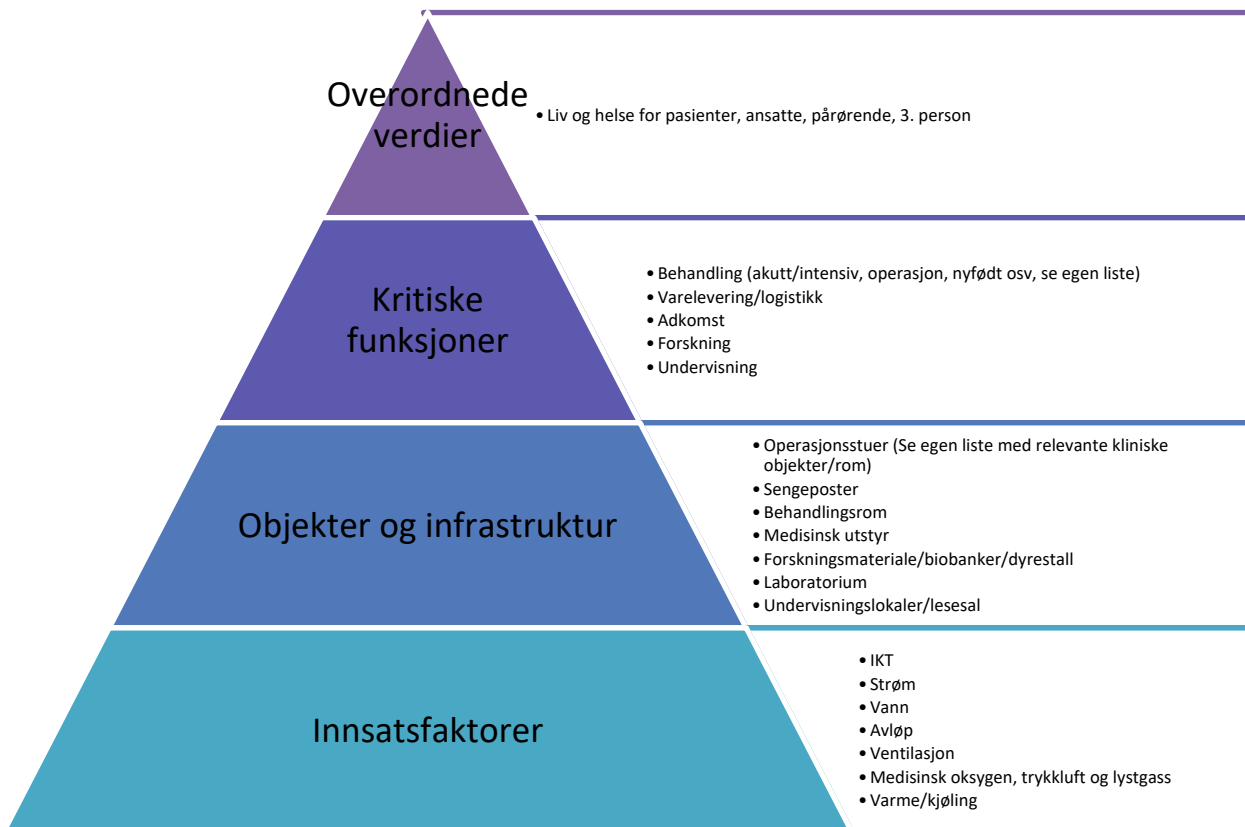 Overordnede
verdier
• Liv og helse for pasienter, ansatte, pårørende, 3. person
Kritiske
funksjoner
• Behandling (akutt/intensiv, operasjon, nyfødt osv, se egen liste)
• Varelevering/logistikk
• Adkomst
• Forskning
• Undervisning
Objekter og infrastruktur
• Operasjonsstuer (Se egen liste med relevante kliniske
objekter/rom)
• Sengeposter
• Behandlingsrom
• Medisinsk utstyr
• Forskningsmateriale/biobanker/dyrestall
• Laboratorium
• Undervisningslokaler/lesesal
Innsatsfaktorer
• IKT
• Strøm
• Vann
• Avløp
• Ventilasjon
• Medisinsk oksygen, trykkluft og lystgass
• Varme/kjøling